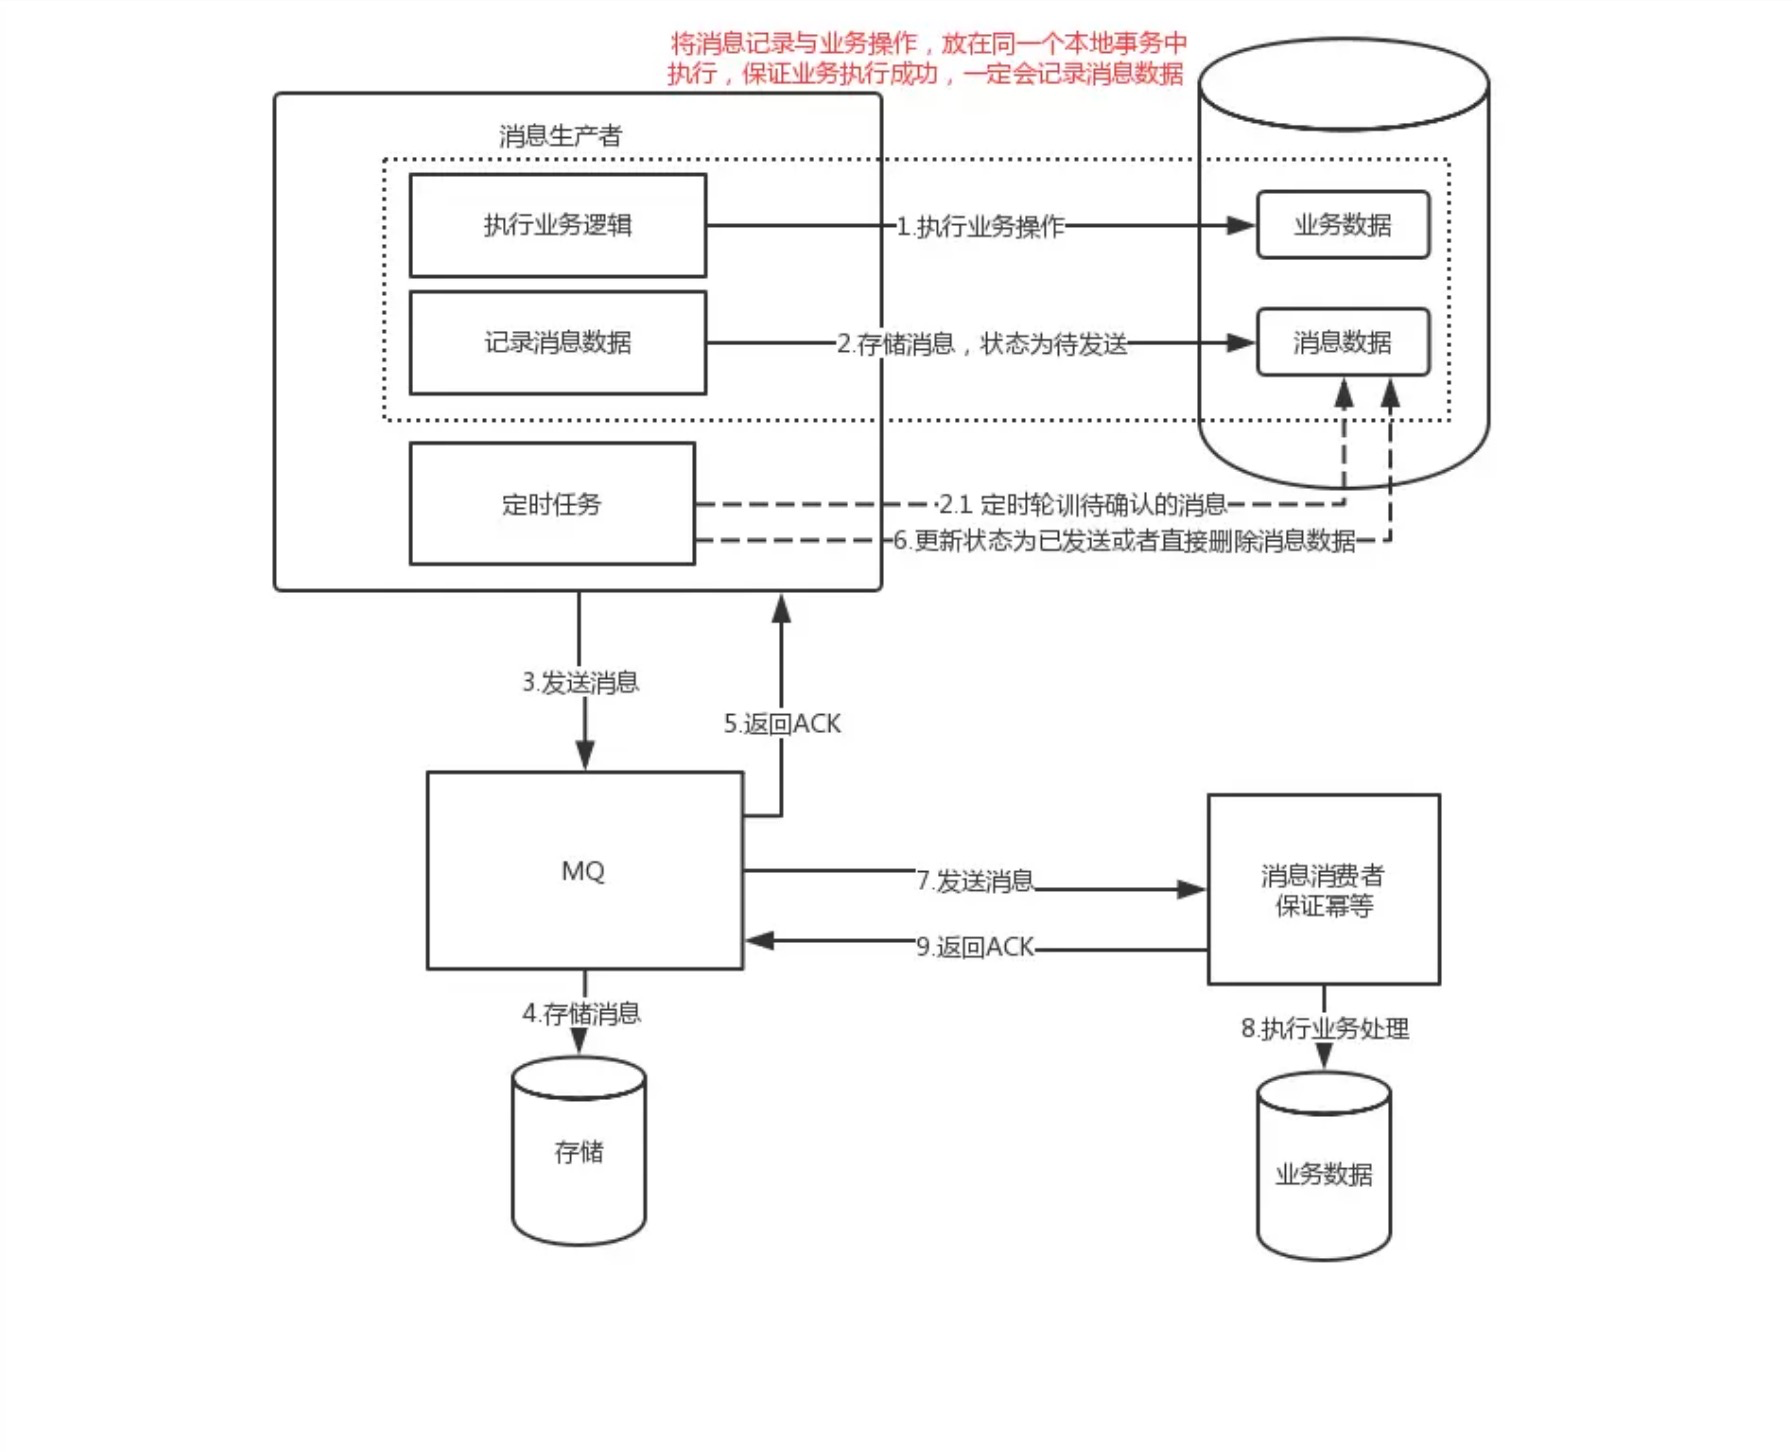 将消息记录与业务操作，放在同一个本地事务中
执行，保证业务执行成功，一定会记录消息数据
消息生产者
执行业务逻辑
1.执行业务操作
业务数据
记录消息数据
2.存储消息，状态为待发送
消息数据
定时任务
2.1 定时轮训待确认的消息
6.更新状态为已发送或者直接删除消息数据
3.发送消息
5.返回ACK
MQ
7.发送消息
消息消费者
保证幂等
9.返回ACK
4.存储消息
8.执行业务处理
存储
业务数据